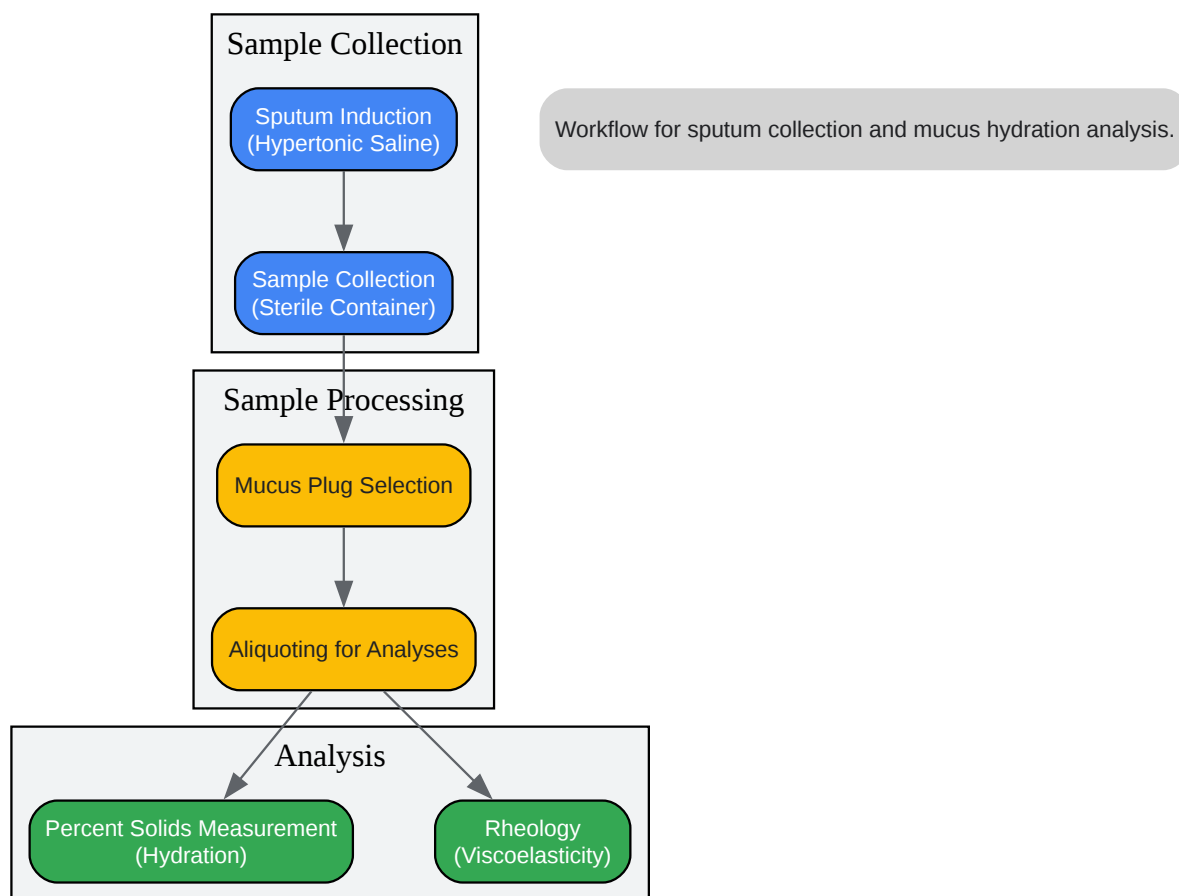 Sample Collection
Sputum Induction
(Hypertonic Saline)
Workflow for sputum collection and mucus hydration analysis.
Sample Collection
(Sterile Container)
Sample Processing
Mucus Plug Selection
Aliquoting for Analyses
Analysis
Percent Solids Measurement
(Hydration)
Rheology
(Viscoelasticity)